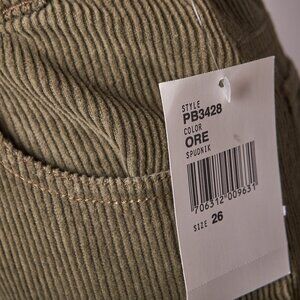 STYLE
PB3428
COLOR
ORE
SPUDNIK
706312009631
SIZE 26